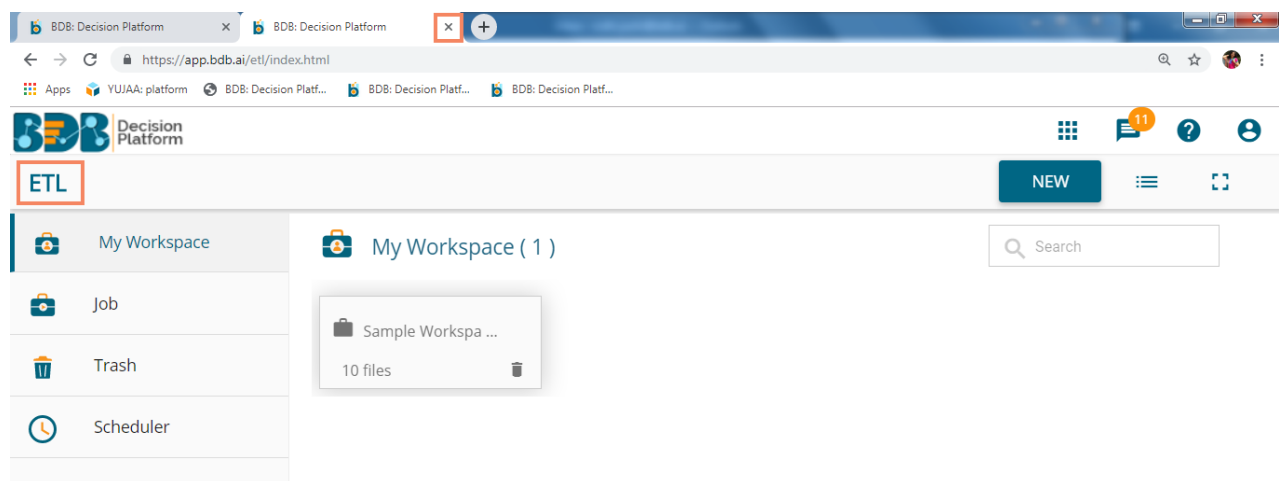 BDB: Decision Platform
BDB: Decision Platform
https://app.bdb.ai/etl/index.html
Apps YUJAA: platform BDB: Decision Platf... BDB: Decision Platf... BDB: Decision Platf...
BDB Decision
Platform
11
ETL
NEW
My Workspace
Job
Trash
Scheduler
My Workspace ( 1 )
Search
Sample Workspa ...
10 files